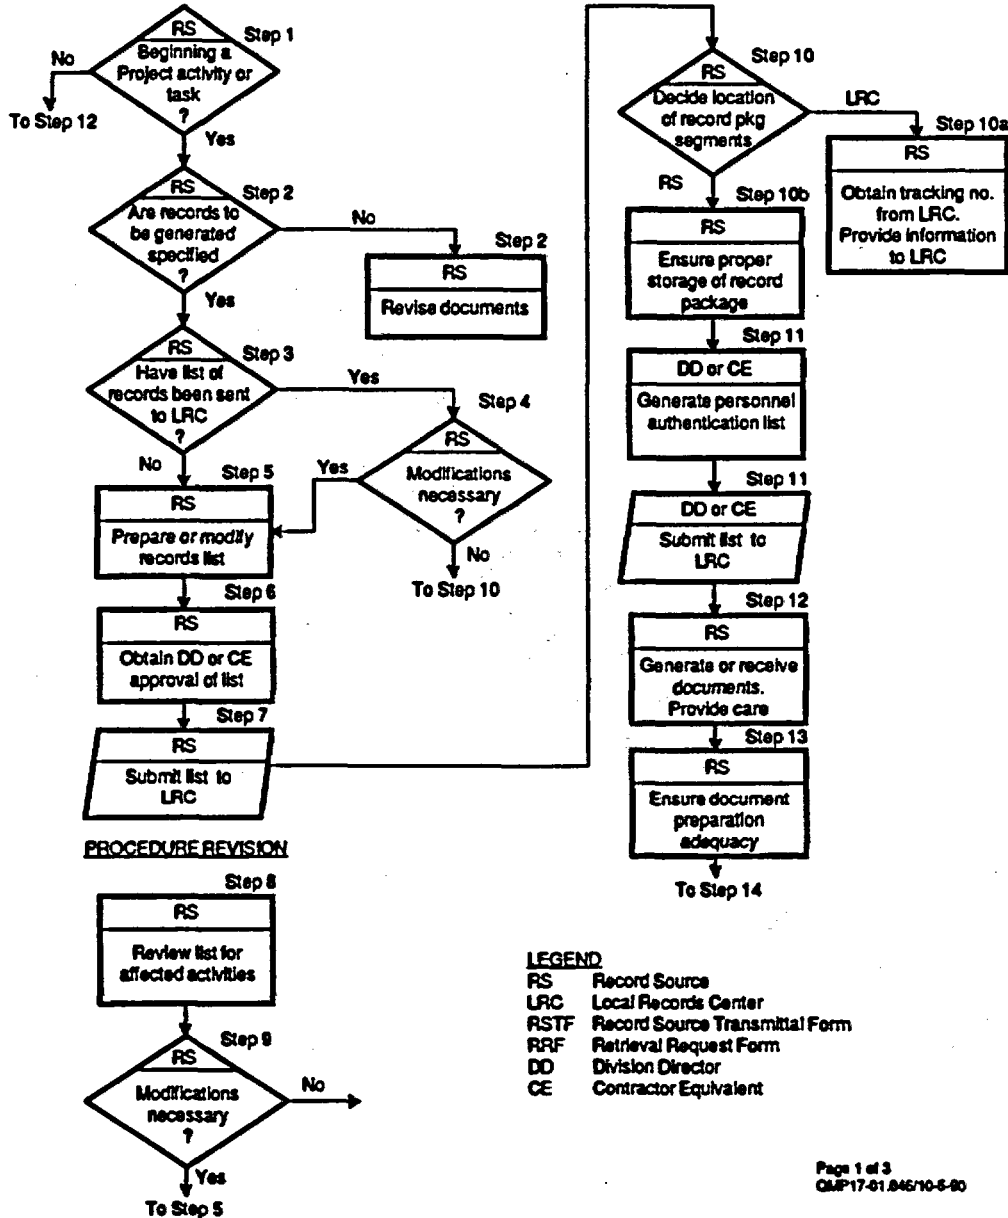 RS
Step 1
Beginning a
Project activity or
task
?
No
To Step 12
Yes
RS
Step 2
Are records to
be generated
specified
?
No
Step 2
RS
Revise documents
Yes
RS
Step 3
Have list of
records been sent
to LRC
?
Yes
Step 4
RS
Modifications
necessary
?
Yes
No
To Step 10
No
Step 5
RS
Prepare or modify
records list
Step 6
RS
Obtain DD or CE
approval of list
Step 7
RS
Submit list to
LRC
PROCEDURE REVISION
Step 8
RS
Review list for
affected activities
Step 9
RS
Modifications
necessary
?
No
Yes
To Step 5
Step 10
RS
Decide location
of record pkg
segments
LRC
Step 10a
RS
Obtain tracking no.
from LRC.
Provide information
to LRC
RS
Step 10b
RS
Ensure proper
storage of record
package
Step 11
DD or CE
Generate personnel
authentication list
Step 11
DD or CE
Submit list to
LRC
Step 12
RS
Generate or receive
documents.
Provide care
Step 13
RS
Ensure document
preparation
adequacy
To Step 14
LEGEND
RS Record Source
LRC Local Records Center
RSTF Record Source Transmittal Form
RRF Retrieval Request Form
DD Division Director
CE Contractor Equivalent
Page 1 of 3